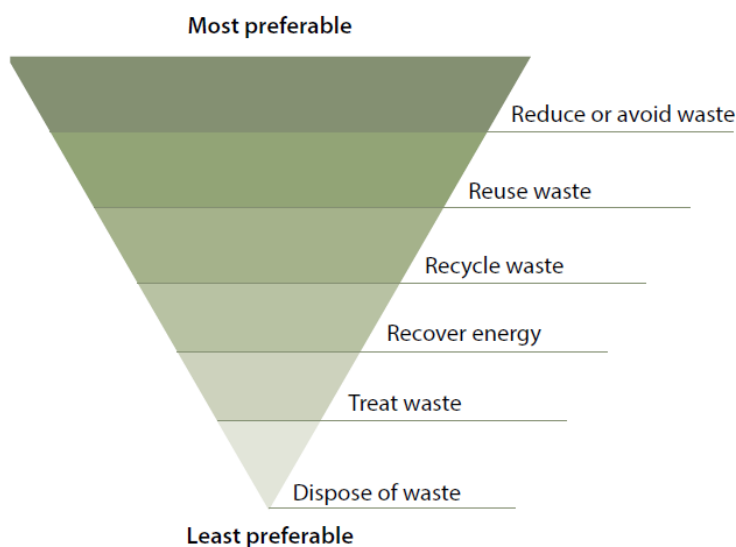 Most preferable
Reduce or avoid waste
Reuse waste
Recycle waste
Recover energy
Treat waste
Dispose of waste
Least preferable